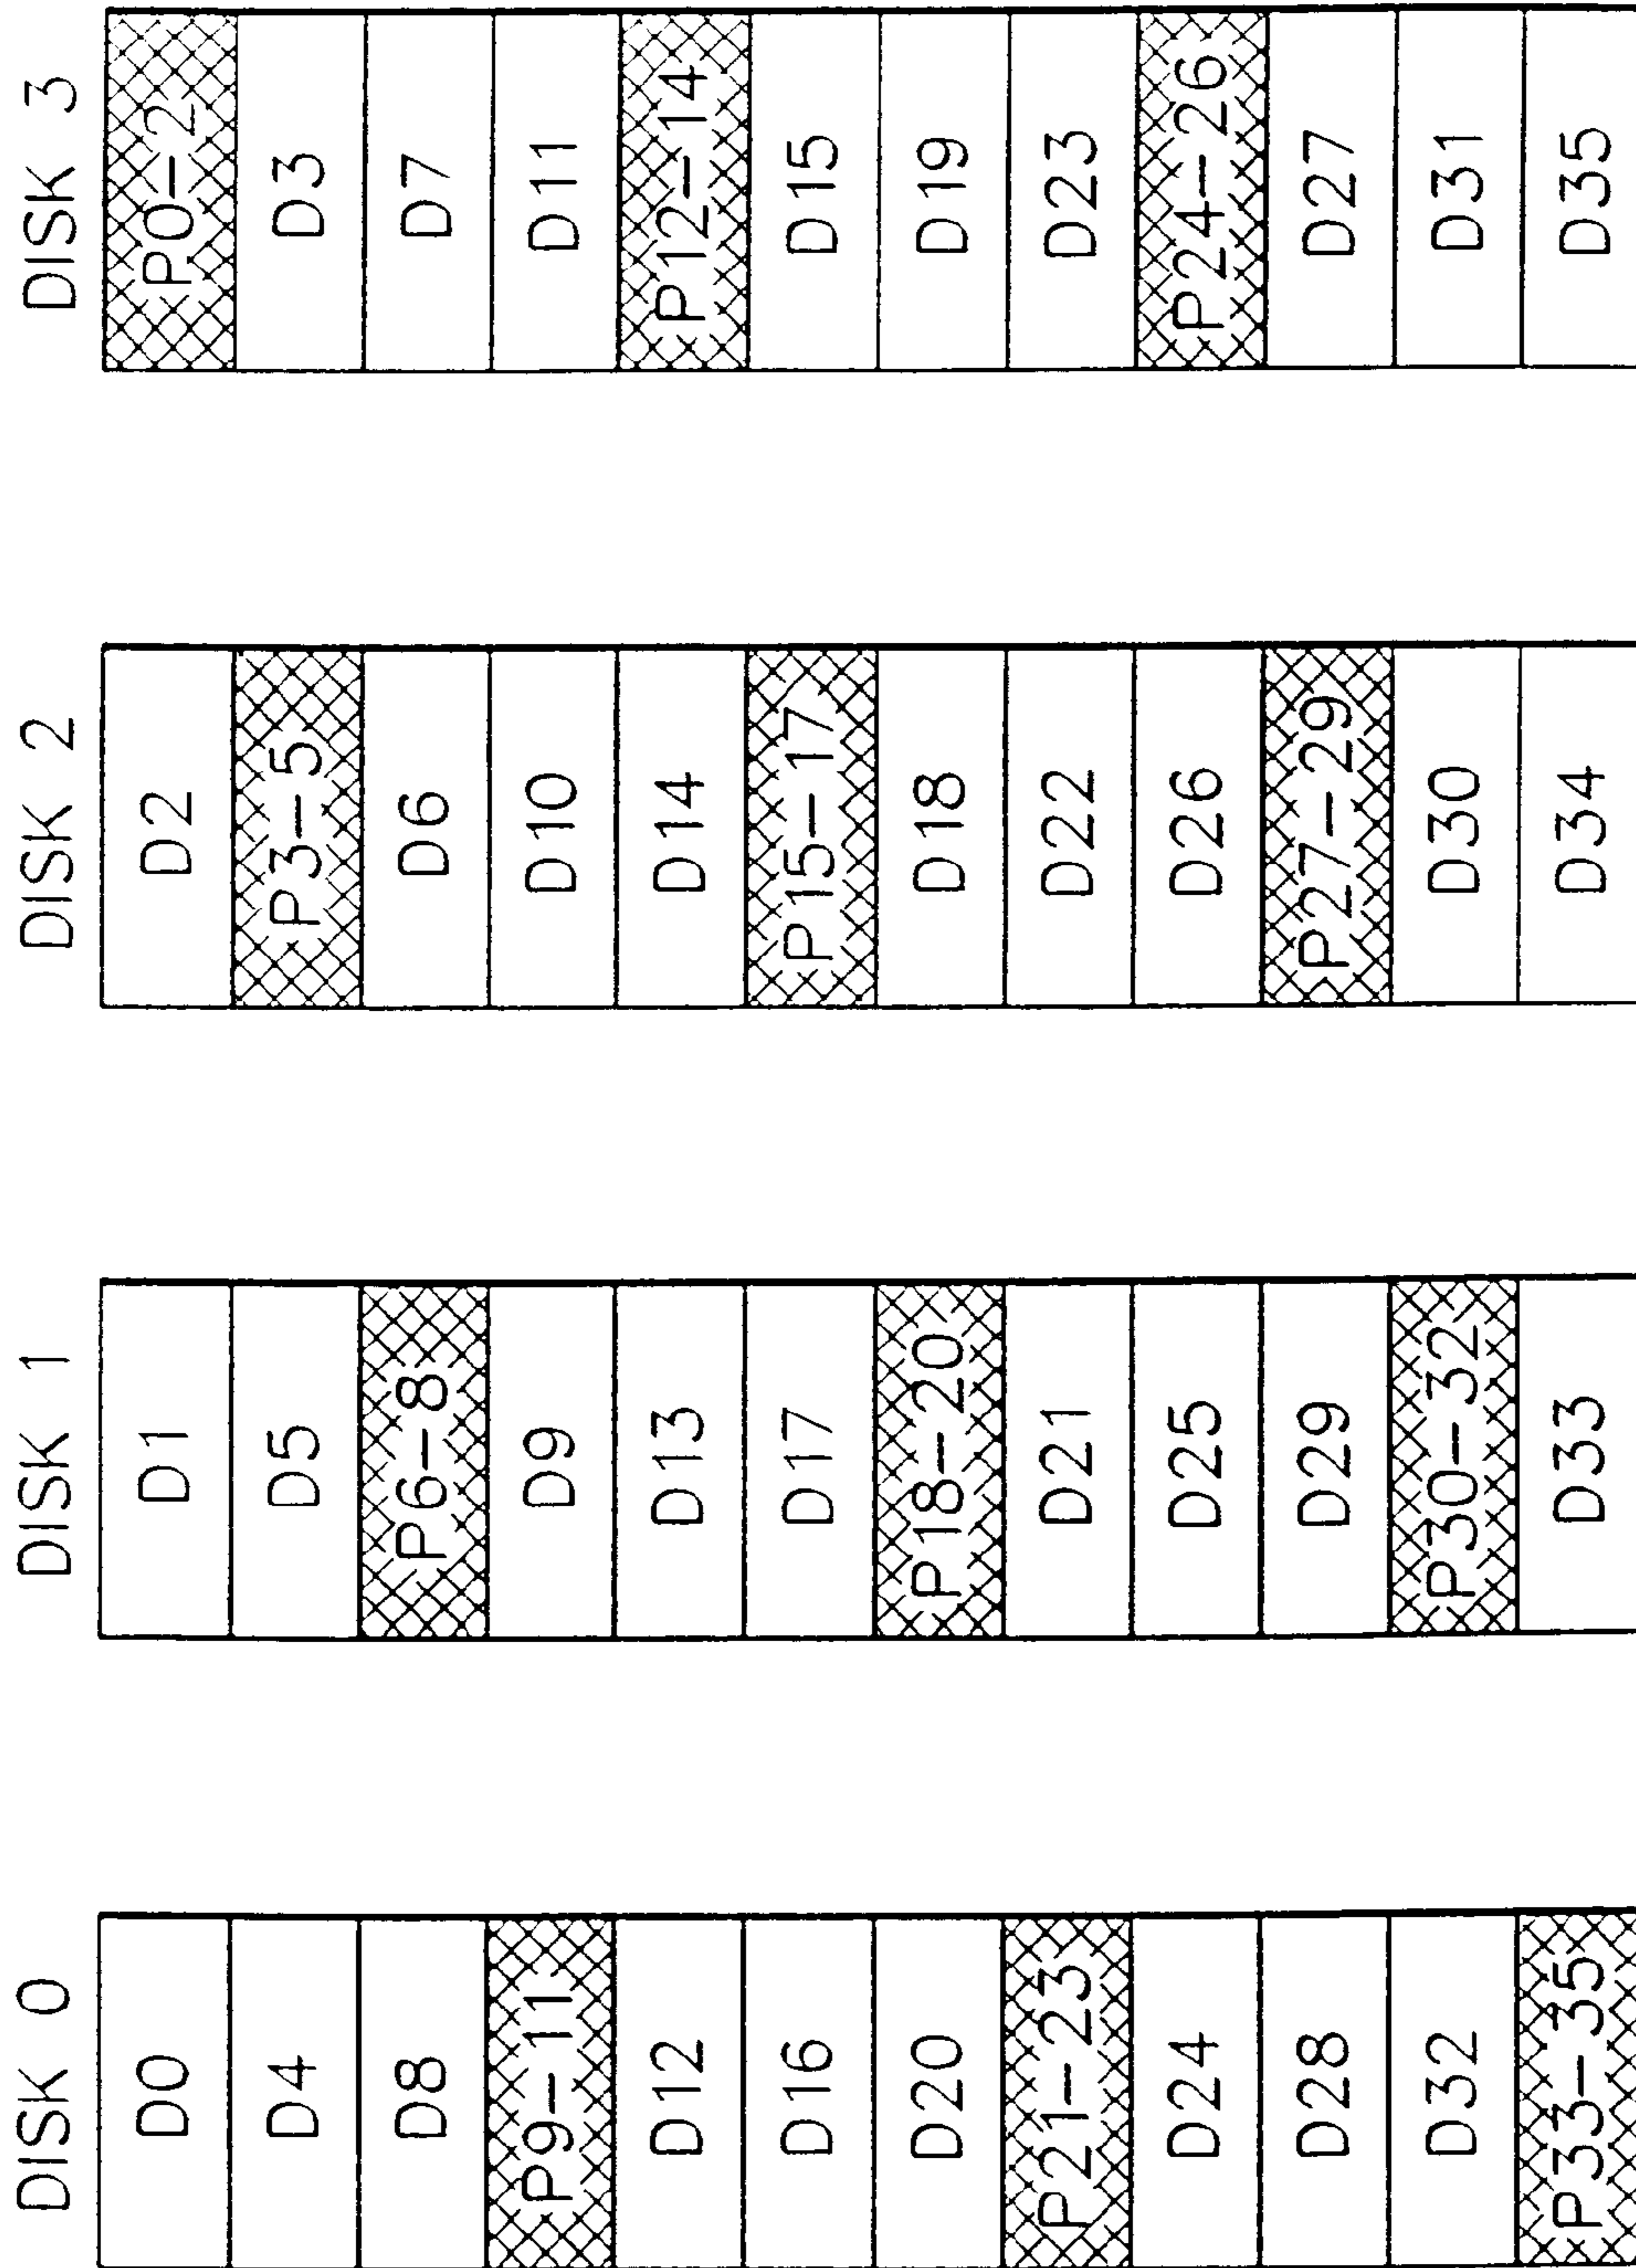 DISK 0 DISK 1 DISK 2 DISK 3
D0 D1 D2 P0-2
D4 D5 P3-5 D3
D8 P6-8 D6 D7
P9-11 D9 D10 D11
D12 D13 D14 P12-14
D16 D17 P15-17 D15
D20 P18-20 D18 D19
P21-23 D21 D22 D23
D24 D25 D26 P24-26
D28 D29 P27-29 D27
D32 P30-32 D30 D31
P33-35 D33 D34 D35